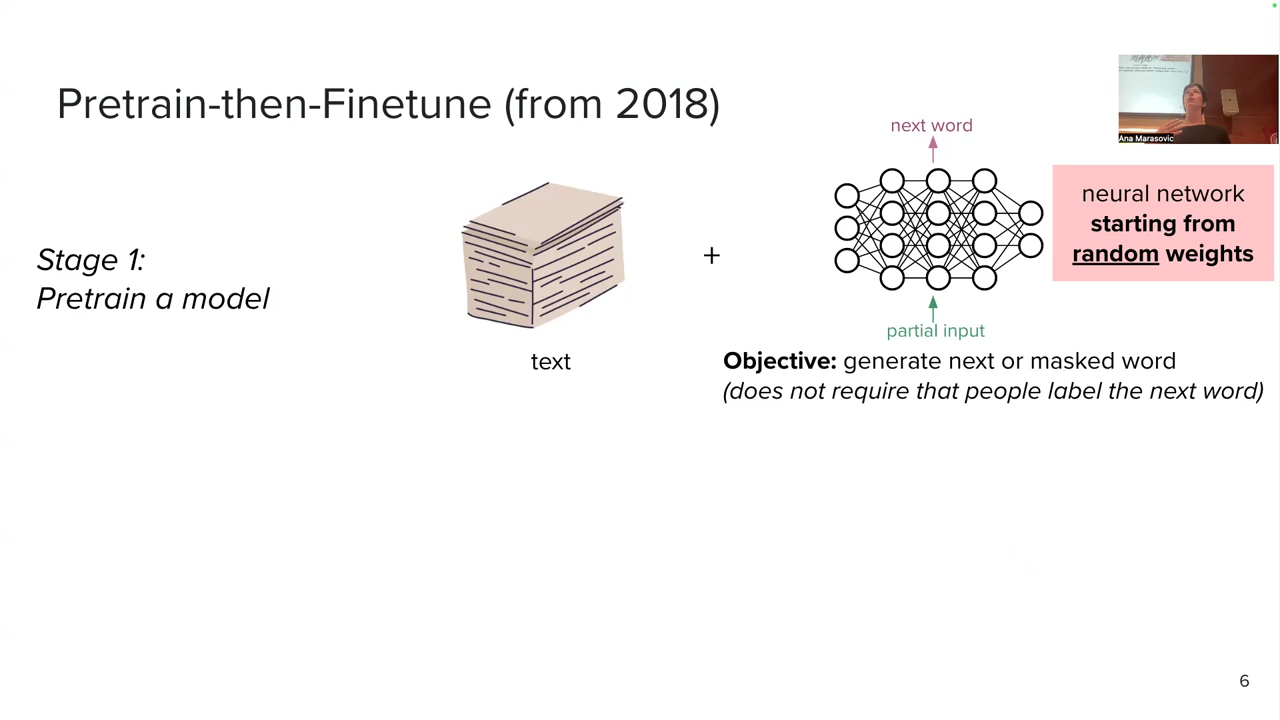 Pretrain-then-Finetune (from 2018)
Ana Marasovic
next word
neural network
starting from
random weights
Stage 1:
Pretrain a model
+
partial input
text
Objective: generate next or masked word
(does not require that people label the next word)
6